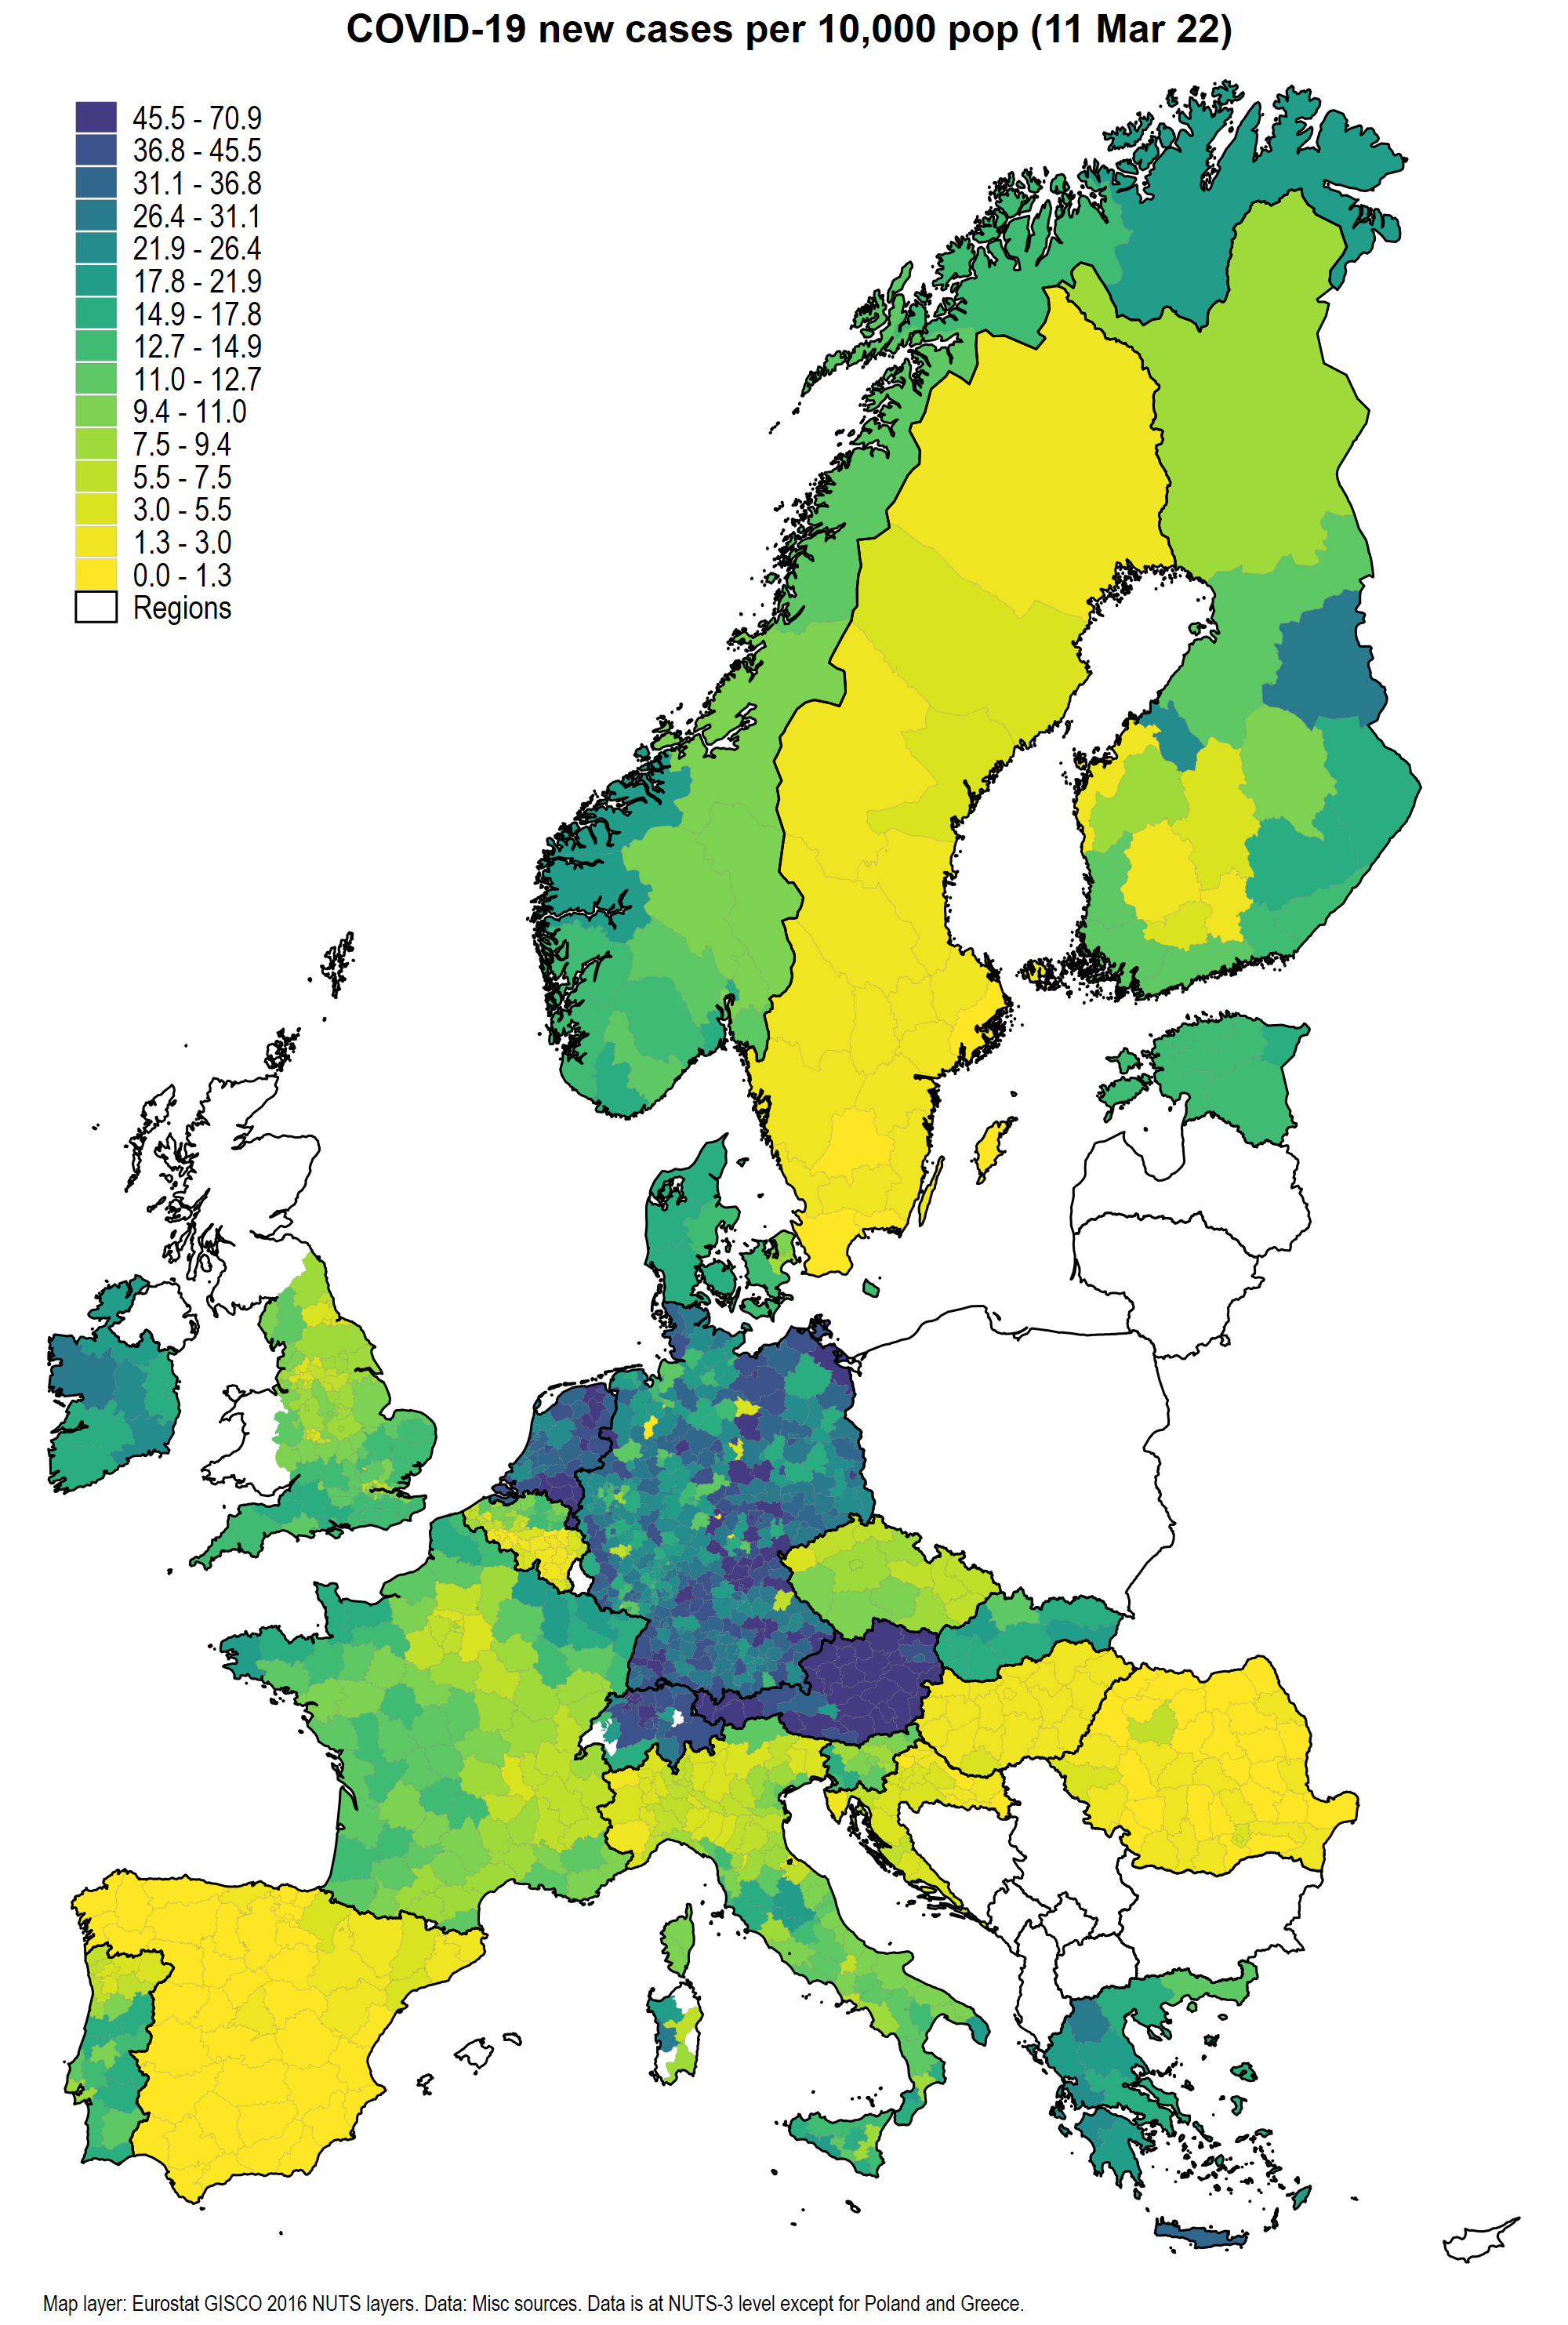 COVID-19 new cases per 10,000 pop (11 Mar 22)
45.5 - 70.9
36.8 - 45.5
31.1 - 36.8
26.4 - 31.1
21.9 - 26.4
17.8 - 21.9
14.9 - 17.8
12.7 - 14.9
11.0 - 12.7
9.4 - 11.0
7.5 - 9.4
5.5 - 7.5
3.0 - 5.5
1.3 - 3.0
0.0 - 1.3
Regions
Map layer: Eurostat GISCO 2016 NUTS layers. Data: Misc sources. Data is at NUTS-3 level except for Poland and Greece.